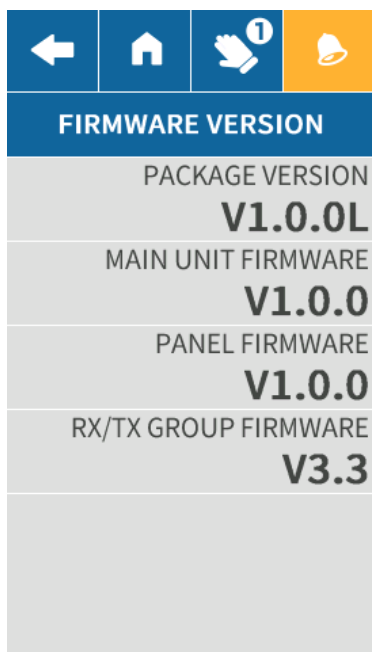 1
FIRMWARE VERSION
PACKAGE VERSION
V1.0.0L
MAIN UNIT FIRMWARE
V1.0.0
PANEL FIRMWARE
V1.0.0
RX/TX GROUP FIRMWARE
V3.3